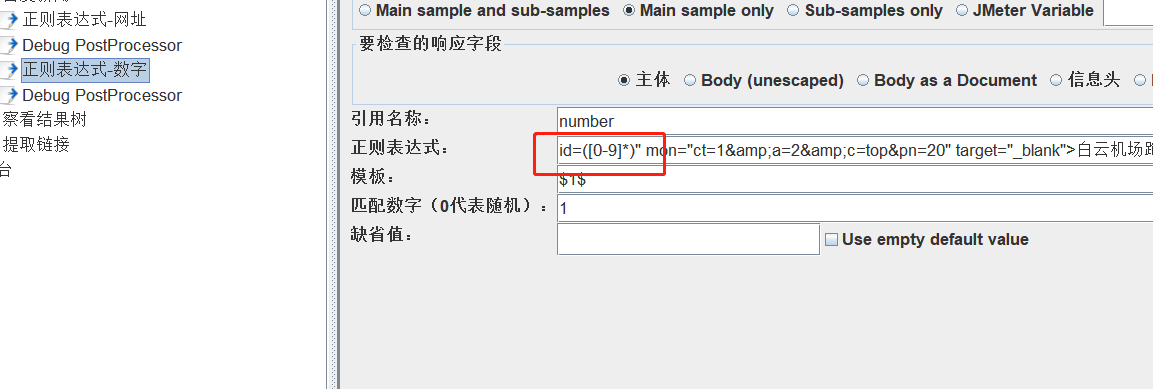 正则表达式-网址
Debug PostProcessor
正则表达式-数字
Debug PostProcessor
察看结果树
提取链接
台
Main sample and sub-samples Main sample only Sub-samples only JMeter Variable
要检查的响应字段
主体 Body (unescaped) Body as a Document 信息头
引用名称： number
正则表达式： id=([0-9]*)" mon="ct=1&amp;a=2&amp;c=top&pn=20" target="_blank">白云机场
模板： $1$
匹配数字（0代表随机）： 1
缺省值： Use empty default value